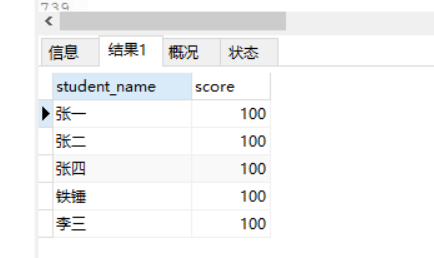 739
信息 结果1 概况 状态
student_name score
张一 100
张二 100
张四 100
铁锤 100
李三 100